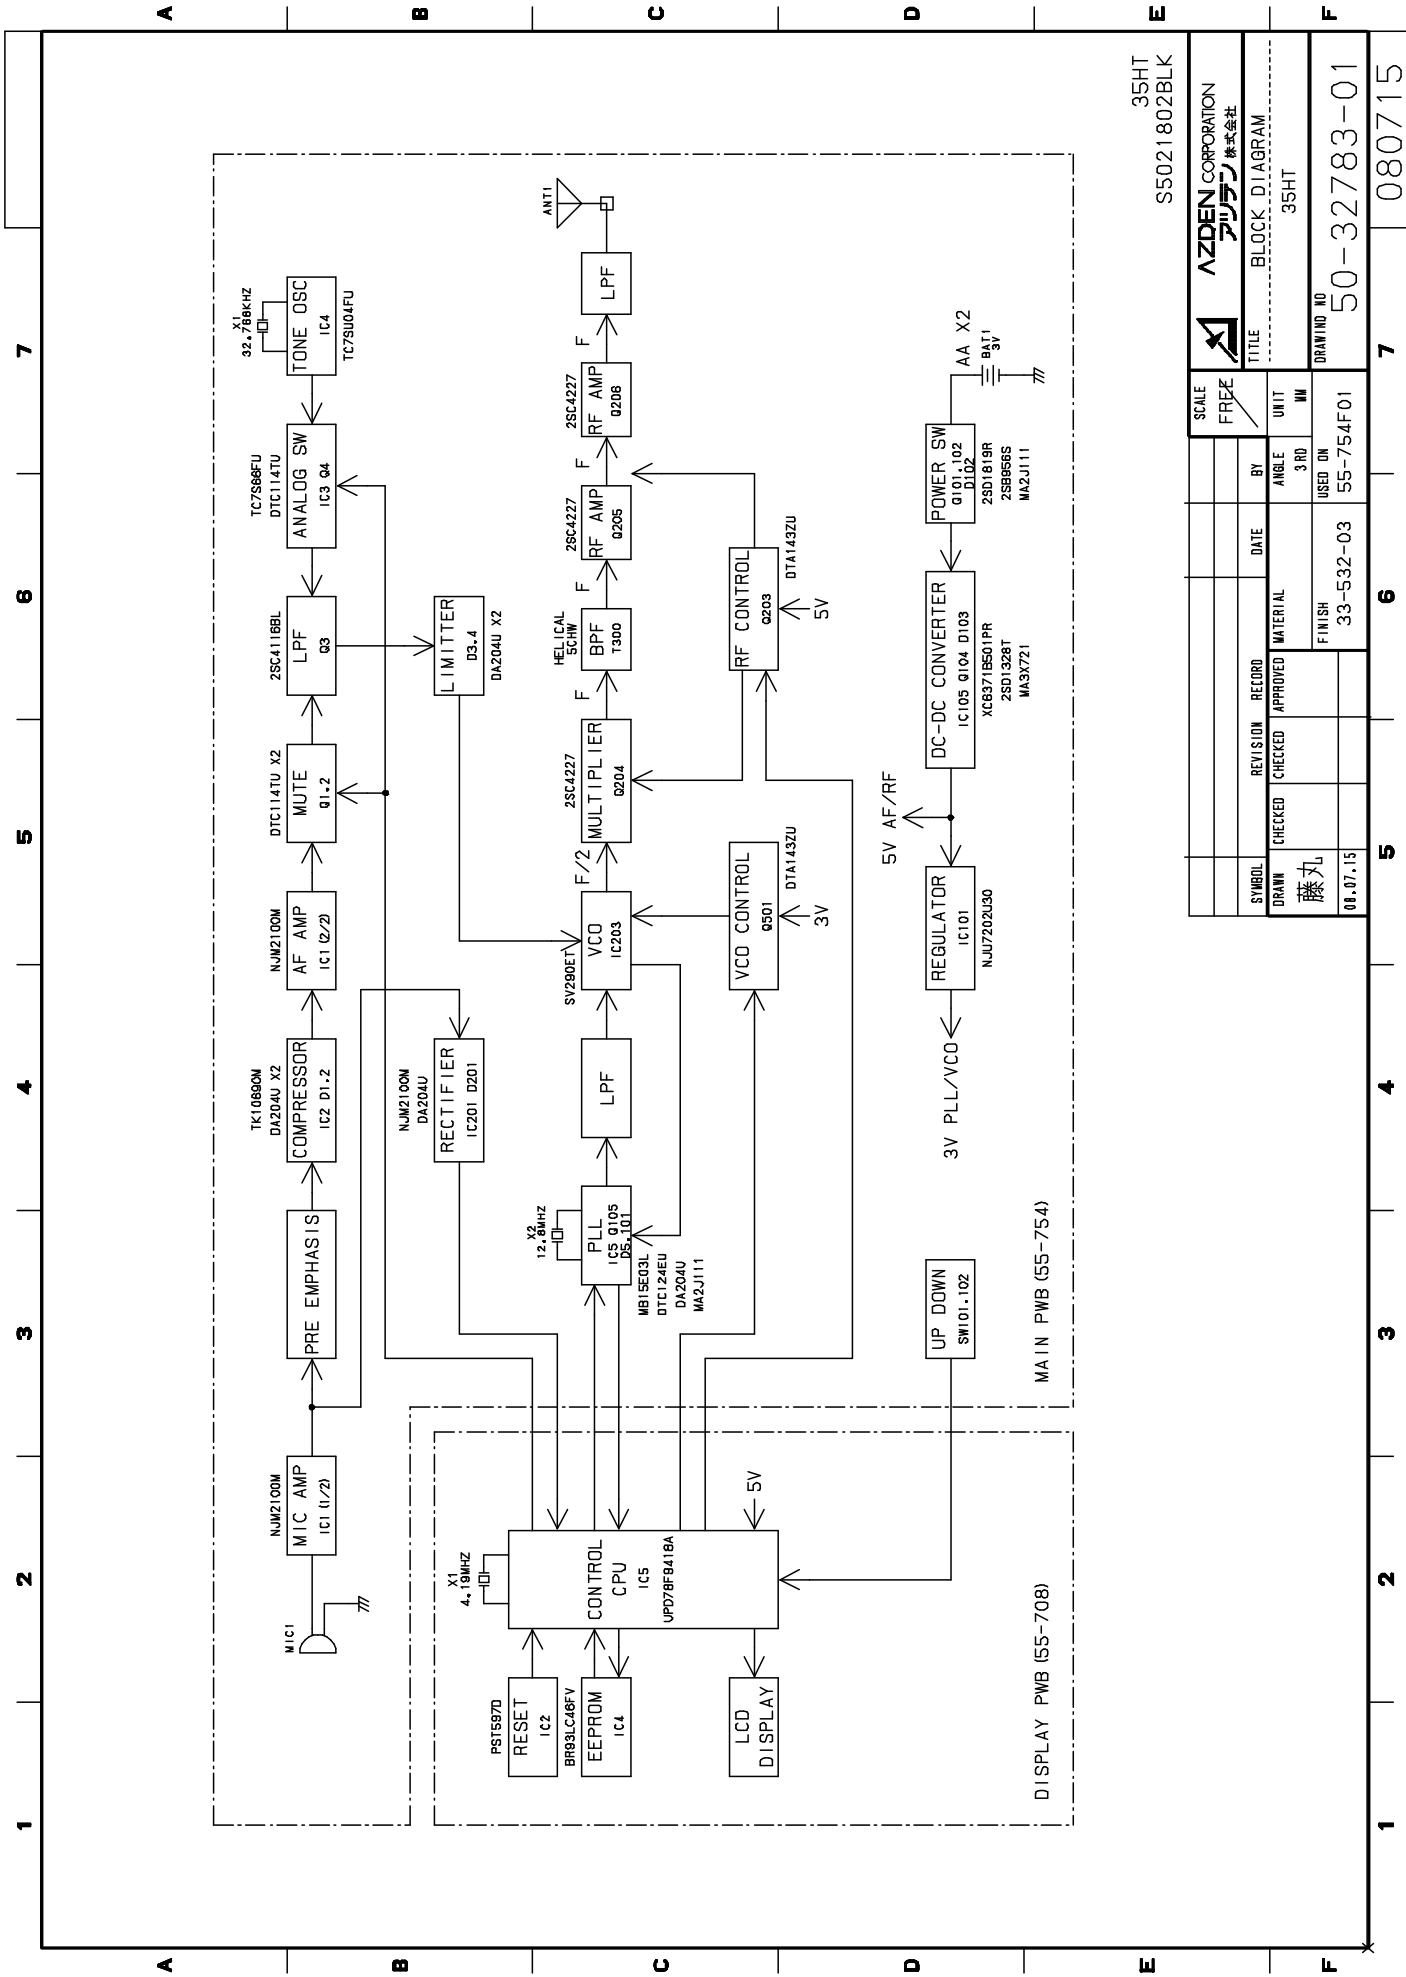 1 2 3 4 5 6 7
A
B
C
D
E
F
MIC1
NJM2100M
MIC AMP
IC1 (1/2)
PRE EMPHASIS
TK10690M
DA204U X2
COMPRESSOR
IC2 D1.2
NJM2100M
AF AMP
IC1 (2/2)
DTC114TU X2
MUTE
Q1.2
2SC4116BL
LPF
Q3
TC7S66FU
DTC114TU
ANALOG SW
IC3 Q4
X1
32.768KHZ
TONE OSC
IC4
TC7SU04FU
NJM2100M
DA204U
RECTIFIER
IC201 D201
LIMITTER
D3.4
DA204U X2
X1
4.19MHZ
CONTROL
CPU
IC5
UPD78F9418A
5V
PST597D
RESET
IC2
BR93LC46FV
EEPROM
IC4
LCD
DISPLAY
X2
12.8MHZ
PLL
IC5 Q105
D5.101
MB15E03L
DTC124EU
DA204U
MA2J111
LPF
SV290ET
VCO
IC203
F/2
2SC4227
MULTIPLIER
Q204
F
HELICAL
5CHW
BPF
T300
F
2SC4227
RF AMP
Q205
F
2SC4227
RF AMP
Q206
F
LPF
ANT1
VCO CONTROL
Q501
DTA143ZU
3V
RF CONTROL
Q203
DTA143ZU
5V
UP DOWN
SW101.102
3V PLL/VCO
REGULATOR
IC101
NJU7202U30
5V AF/RF
DC-DC CONVERTER
IC105 Q104 D103
XC6371B501PR
2SD1328T
MA3X721
POWER SW
Q101.102
D102
2SD1819R
2SB956S
MA2J111
AA X2
BAT1
3V
DISPLAY PWB (55-708)
MAIN PWB (55-754)
35HT
S5021802BLK
SYMBOL
REVISION RECORD
DATE
BY
DRAWN
藤丸
08.07.15
CHECKED
CHECKED
APPROVED
MATERIAL
FINISH
33-532-03
ANGLE
3RD
UNIT
MM
USED ON
55-754F01
SCALE
FREE
AZDEN CORPORATION
アツデン株式会社
TITLE
BLOCK DIAGRAM
35HT
DRAWIND NO
50-32783-01
080715
1 2 3 4 5 6 7
A
B
C
D
E
F